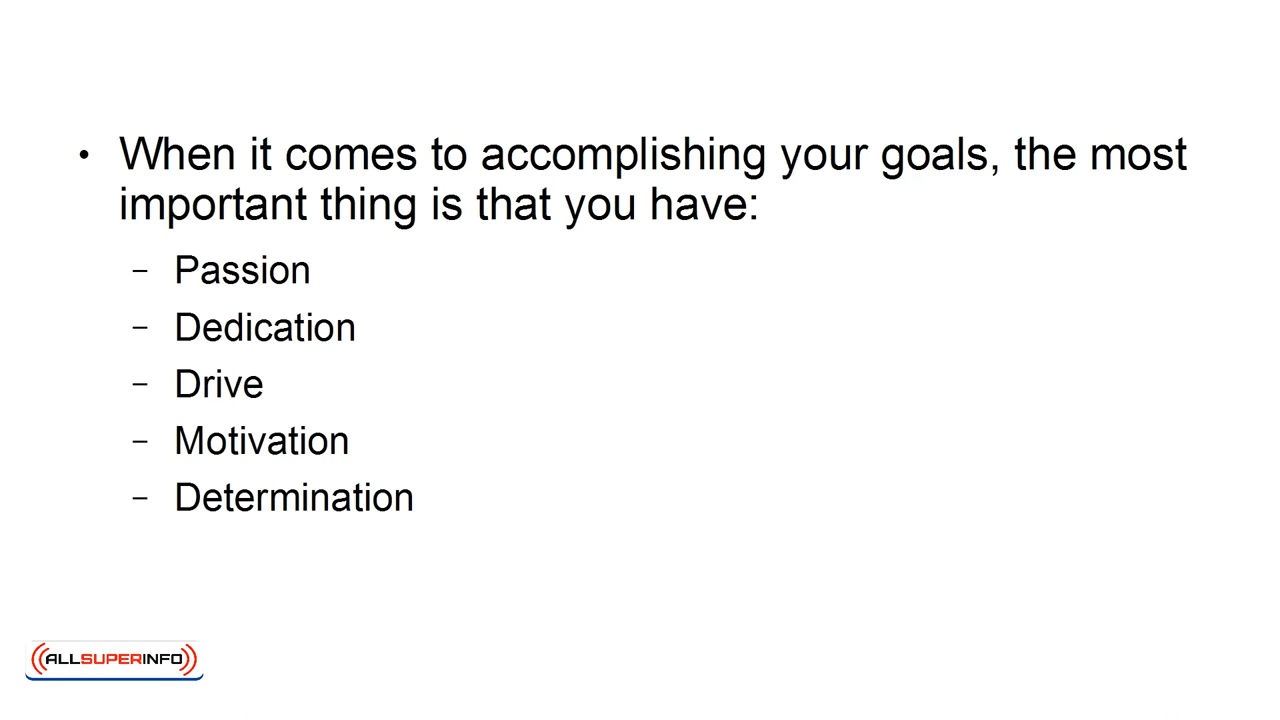 • When it comes to accomplishing your goals, the most
important thing is that you have:
– Passion
– Dedication
– Drive
– Motivation
– Determination
ALLSUPERINFO